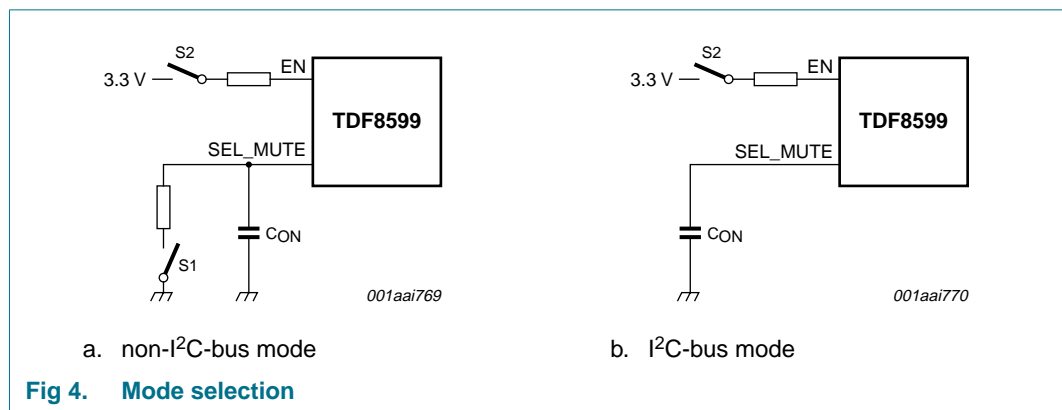 S2
3.3 V
EN
TDF8599
SEL_MUTE
CON
S1
001aai769
a. non-I²C-bus mode
S2
3.3 V
EN
TDF8599
SEL_MUTE
CON
001aai770
b. I²C-bus mode
Fig 4. Mode selection